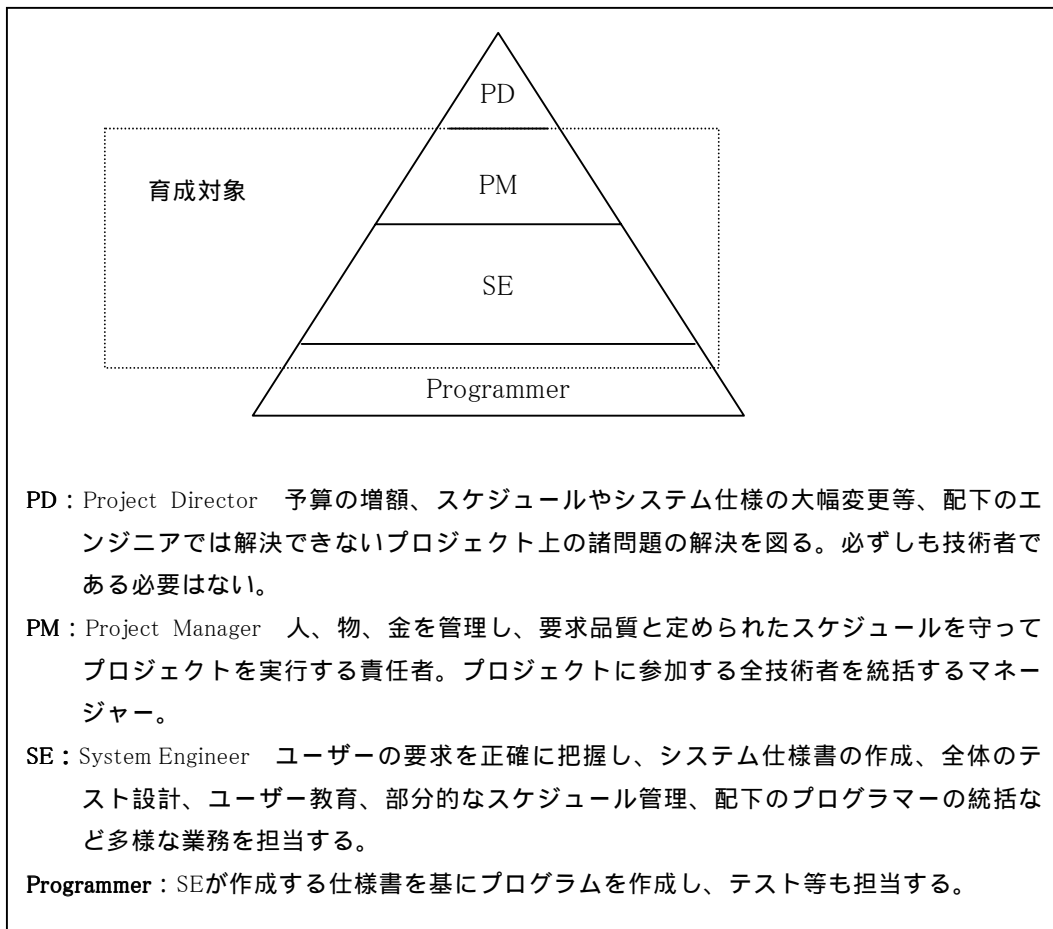 PD
育成対象
PM
SE
Programmer
PD：Project Director　予算の増額、スケジュールやシステム仕様の大幅変更等、配下のエ
ンジニアでは解決できないプロジェクト上の諸問題の解決を図る。必ずしも技術者で
ある必要はない。
PM：Project Manager　人、物、金を管理し、要求品質と定められたスケジュールを守って
プロジェクトを実行する責任者。プロジェクトに参加する全技術者を統括するマネー
ジャー。
SE：System Engineer　ユーザーの要求を正確に把握し、システム仕様書の作成、全体のテ
スト設計、ユーザー教育、部分的なスケジュール管理、配下のプログラマーの統括な
ど多様な業務を担当する。
Programmer：SEが作成する仕様書を基にプログラムを作成し、テスト等も担当する。